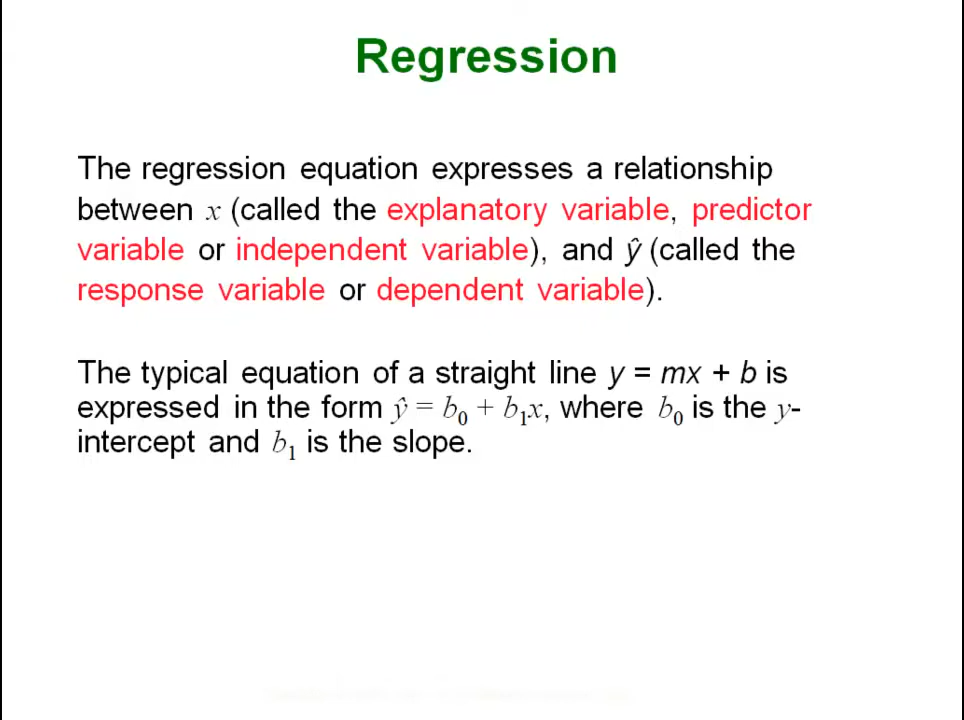 Regression
The regression equation expresses a relationship
between x (called the explanatory variable, predictor
variable or independent variable), and ŷ (called the
response variable or dependent variable).
The typical equation of a straight line y = mx + b is
expressed in the form ŷ = b₀ + b₁x, where b₀ is the y-
intercept and b₁ is the slope.